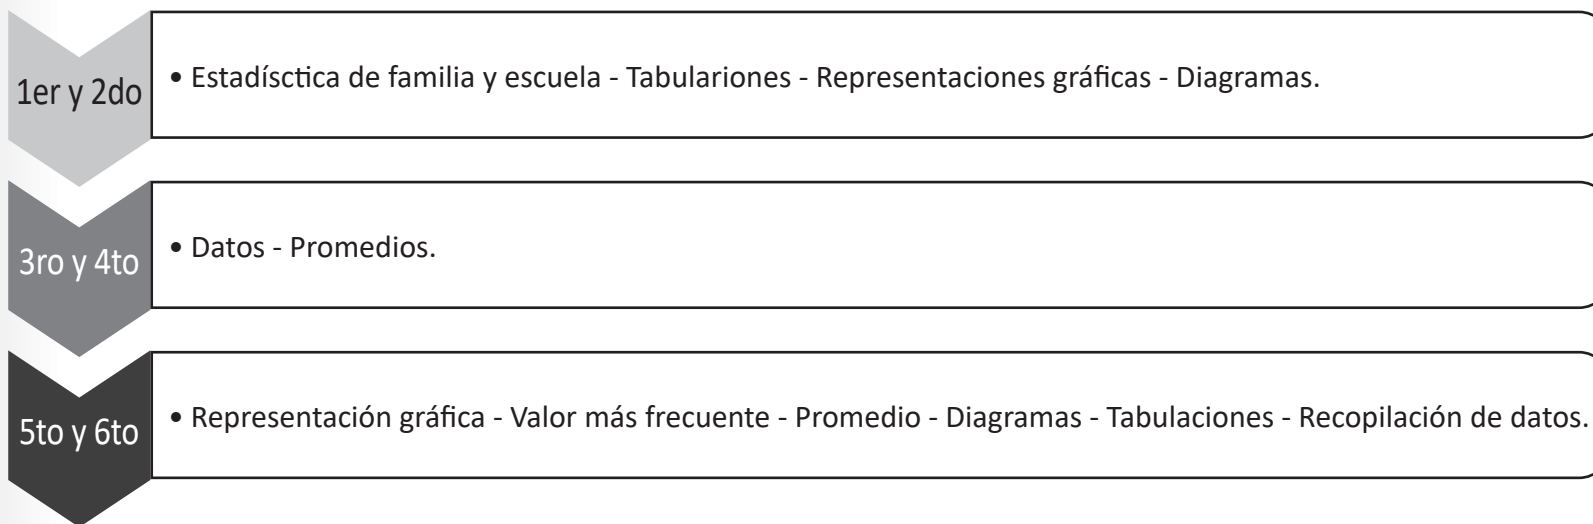 1er y 2do
• Estadísctica de familia y escuela - Tabulariones - Representaciones gráficas - Diagramas.
3ro y 4to
• Datos - Promedios.
5to y 6to
• Representación gráfica - Valor más frecuente - Promedio - Diagramas - Tabulaciones - Recopilación de datos.